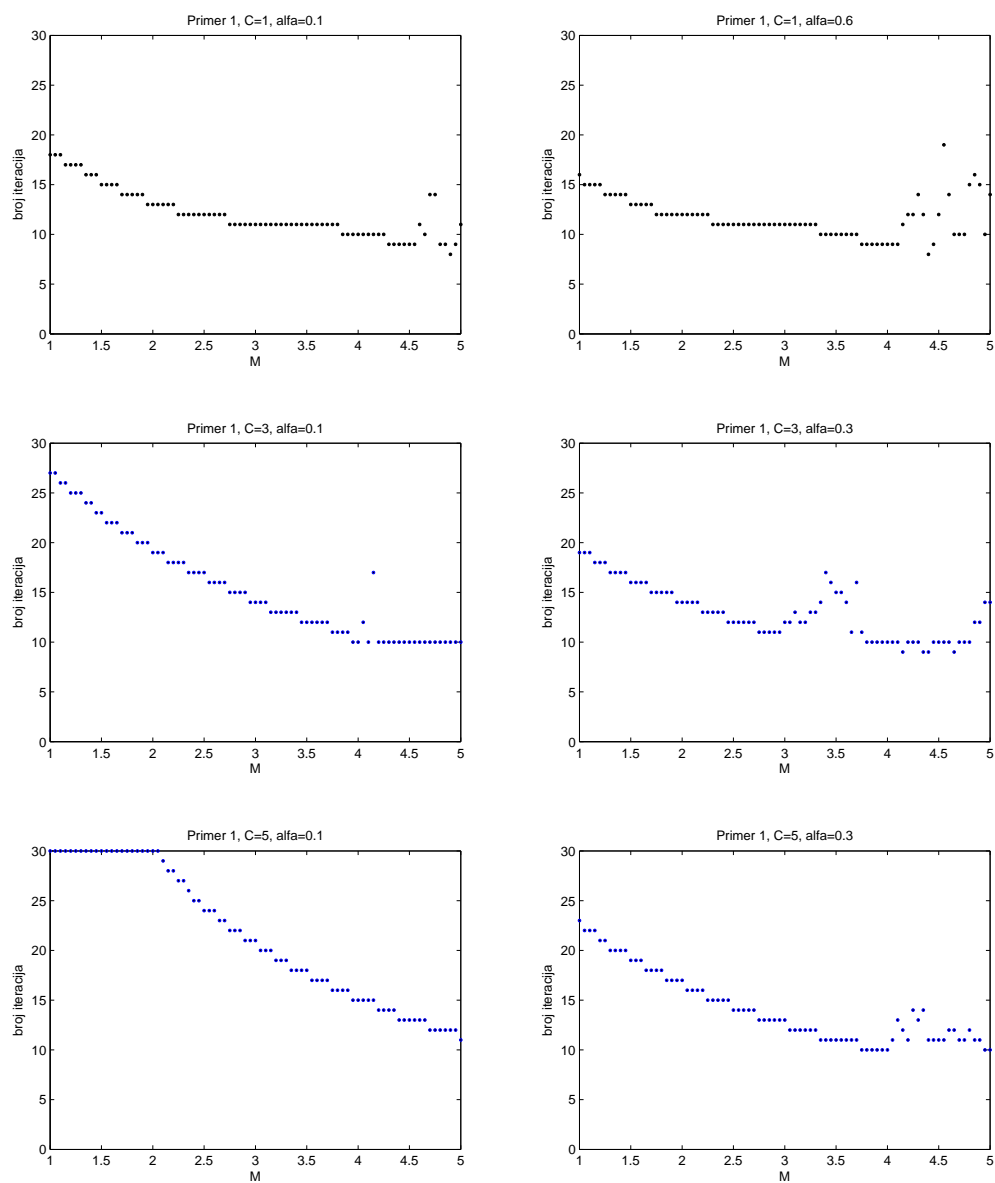 Primer 1, C=1, alfa=0.1
30
25
20
15
10
5
0
broj iteracija
1 1.5 2 2.5 3 3.5 4 4.5 5
M
Primer 1, C=1, alfa=0.6
30
25
20
15
10
5
0
broj iteracija
1 1.5 2 2.5 3 3.5 4 4.5 5
M
Primer 1, C=3, alfa=0.1
30
25
20
15
10
5
0
broj iteracija
1 1.5 2 2.5 3 3.5 4 4.5 5
M
Primer 1, C=3, alfa=0.3
30
25
20
15
10
5
0
broj iteracija
1 1.5 2 2.5 3 3.5 4 4.5 5
M
Primer 1, C=5, alfa=0.1
30
25
20
15
10
5
0
broj iteracija
1 1.5 2 2.5 3 3.5 4 4.5 5
M
Primer 1, C=5, alfa=0.3
30
25
20
15
10
5
0
broj iteracija
1 1.5 2 2.5 3 3.5 4 4.5 5
M